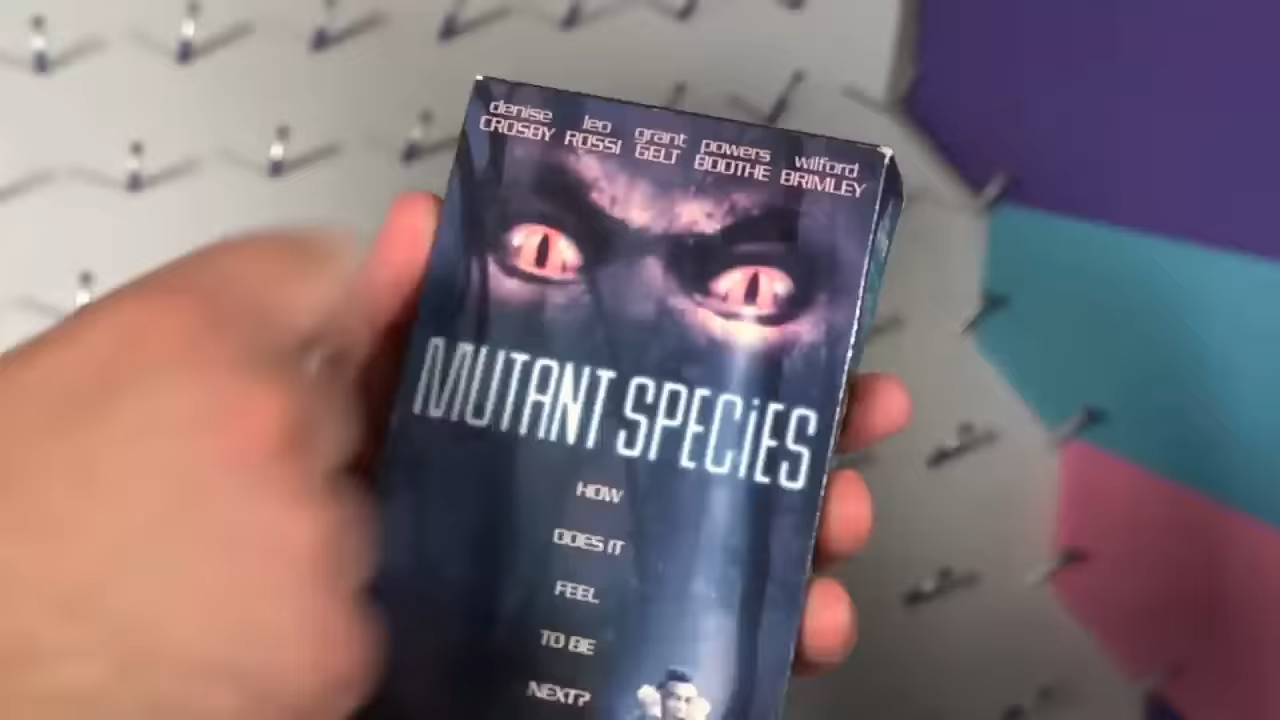 denise leo grant powers wilford
CROSBY ROSSI GELT BOOTHE BRIMLEY
MUTANT SPECiES
HOW
DOES IT
FEEL
TO BE
NEXT?